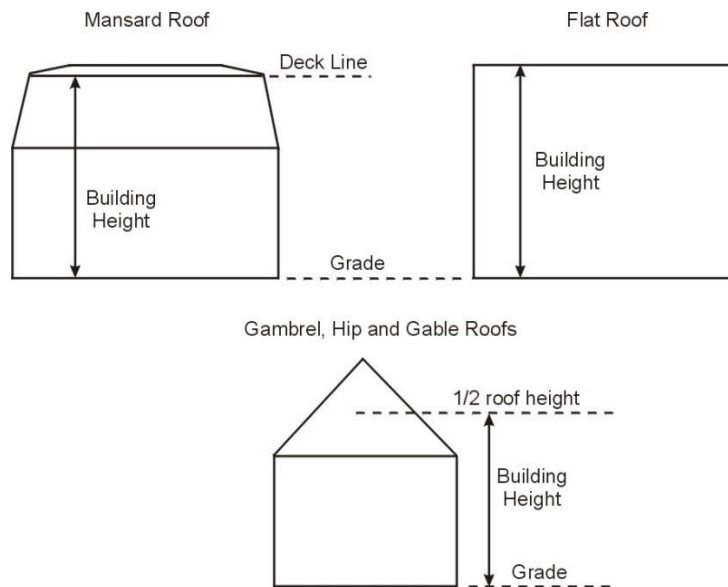 Mansard Roof
Flat Roof
Deck Line
Building
Height
Building
Height
Grade
Gambrel, Hip and Gable Roofs
1/2 roof height
Building
Height
Grade